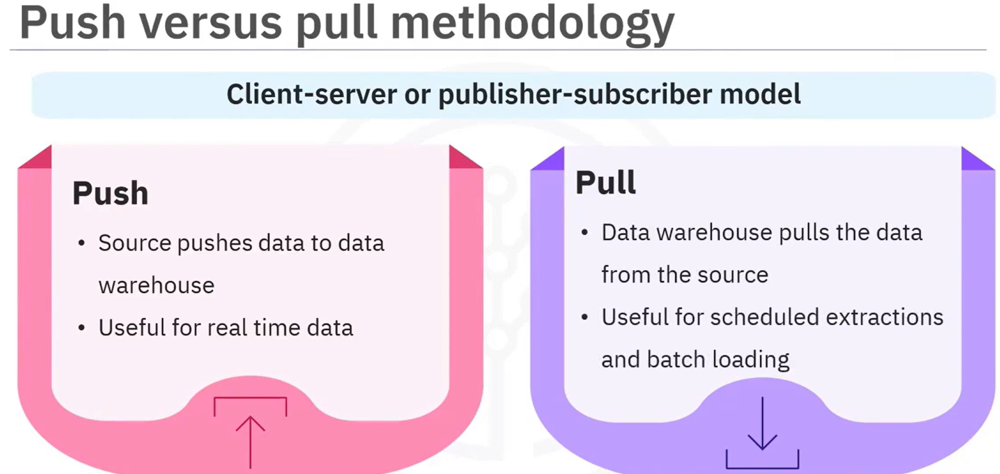 Push versus pull methodology
Client-server or publisher-subscriber model
Push
• Source pushes data to data
warehouse
• Useful for real time data
Pull
• Data warehouse pulls the data
from the source
• Useful for scheduled extractions
and batch loading